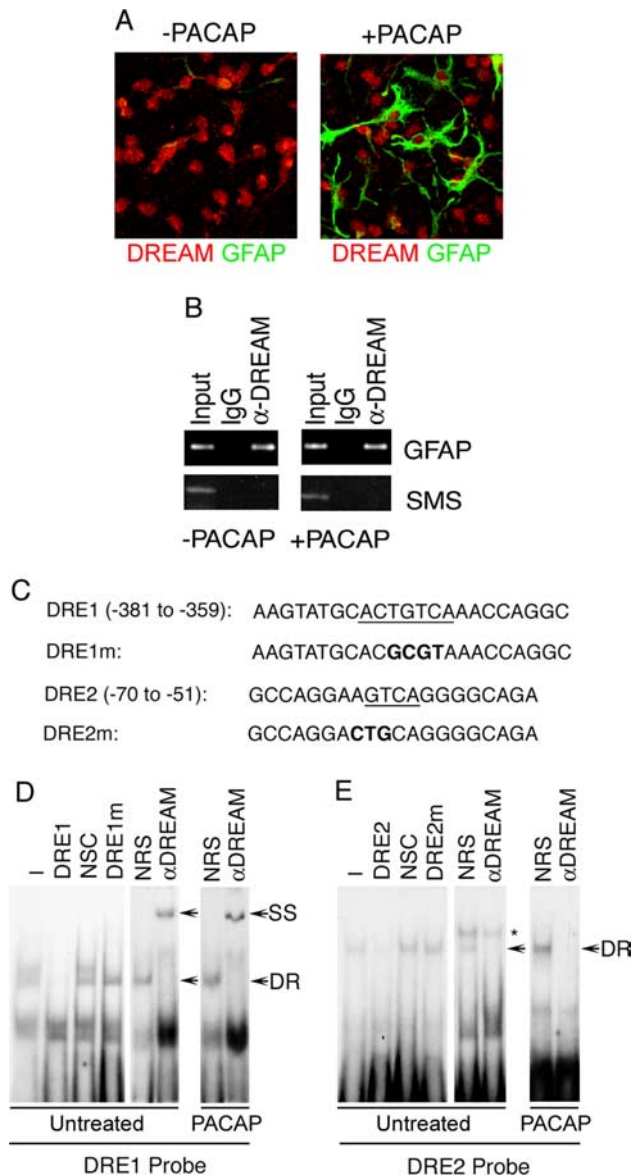 A
-PACAP +PACAP
DREAM GFAP DREAM GFAP
B
Input IgG α-DREAM Input IgG α-DREAM
GFAP
SMS
-PACAP +PACAP
C
DRE1 (-381 to -359): AAGTATGCACTGTCAAACCAGGC
DRE1m: AAGTATGCACGCGTAAACCAGGC
DRE2 (-70 to -51): GCCAGGAAGTCAGGGGCAGA
DRE2m: GCCAGGACTGCAGGGGCAGA
D
I DRE1 NSC DRE1m NRS αDREAM NRS αDREAM
SS
DR
Untreated PACAP
DRE1 Probe
E
I DRE2 NSC DRE2m NRS αDREAM NRS αDREAM
*
DR
Untreated PACAP
DRE2 Probe